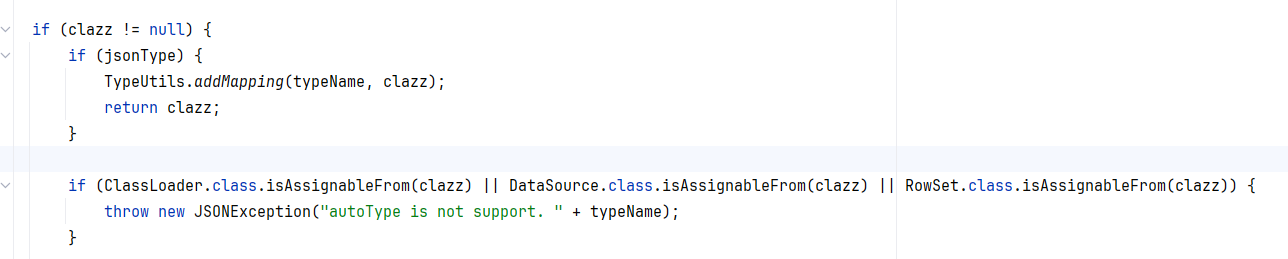 if (clazz != null) {
if (jsonType) {
TypeUtils.addMapping(typeName, clazz);
return clazz;
}
if (ClassLoader.class.isAssignableFrom(clazz) || DataSource.class.isAssignableFrom(clazz) || RowSet.class.isAssignableFrom(clazz)) {
throw new JSONException("autoType is not support. " + typeName);
}